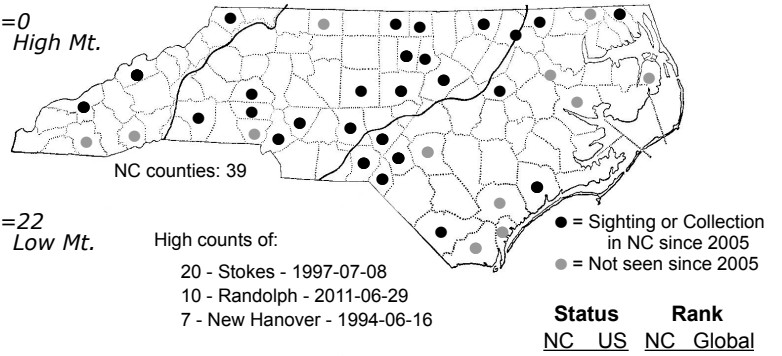 =0
High Mt.
NC counties: 39
=22
Low Mt.
High counts of:
20 - Stokes - 1997-07-08
10 - Randolph - 2011-06-29
7 - New Hanover - 1994-06-16
= Sighting or Collection
in NC since 2005
= Not seen since 2005
Status Rank
NC US NC Global